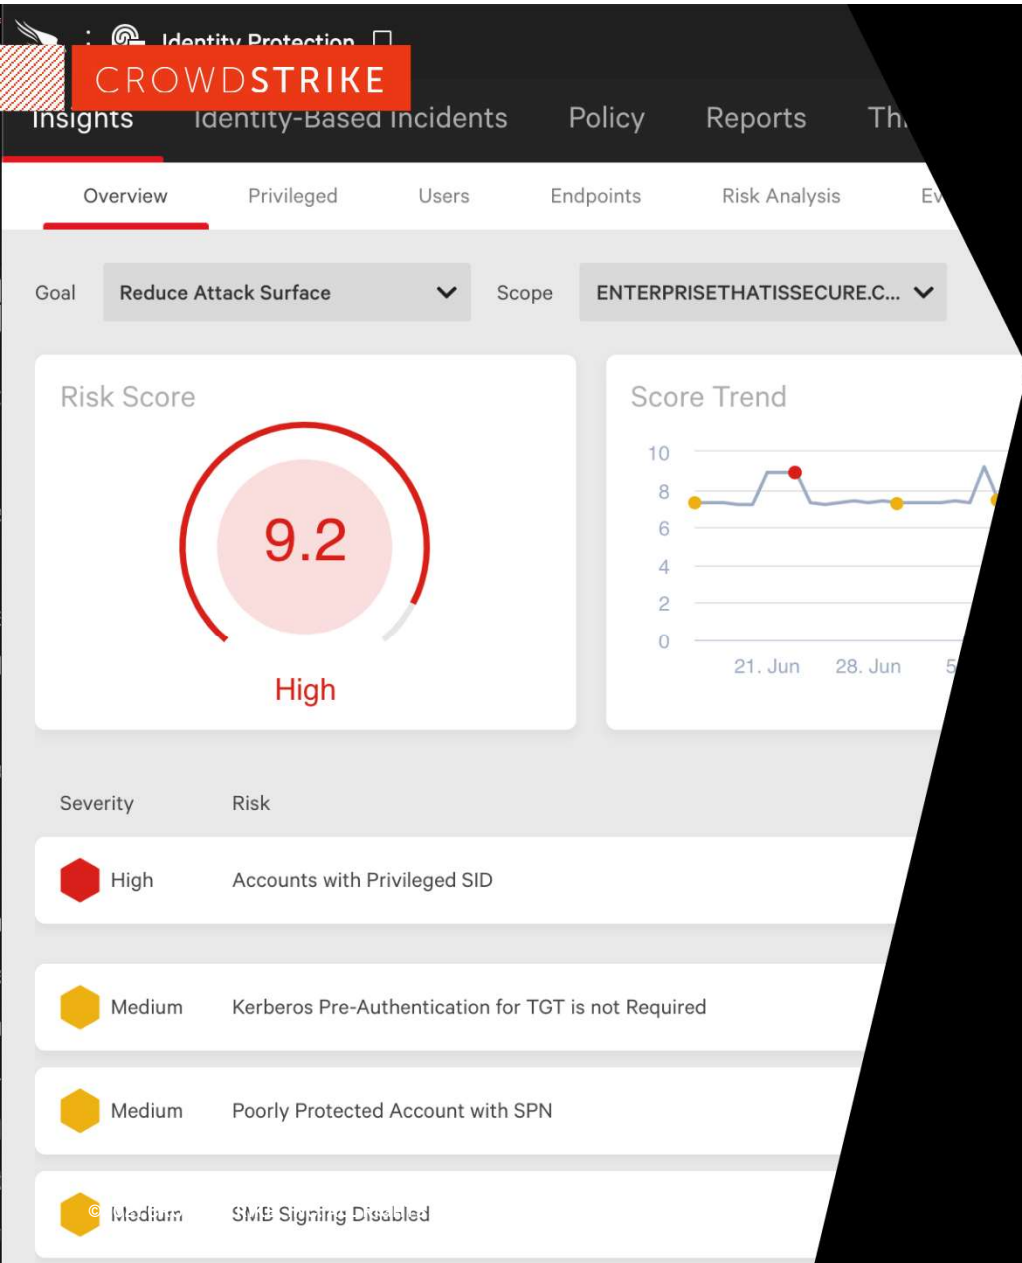 Identity Protection
CROWDSTRIKE
Insights Identity-Based Incidents Policy Reports
Overview Privileged Users Endpoints Risk Analysis
Goal Reduce Attack Surface Scope ENTERPRISETHATISSECURE.C...
Risk Score Score Trend
10
8
6
4
2
0
9.2
21. Jun 28. Jun 5
High
Severity Risk
High Accounts with Privileged SID
Medium Kerberos Pre-Authentication for TGT is not Required
Medium Poorly Protected Account with SPN
© Medium SMB Signing Disabled